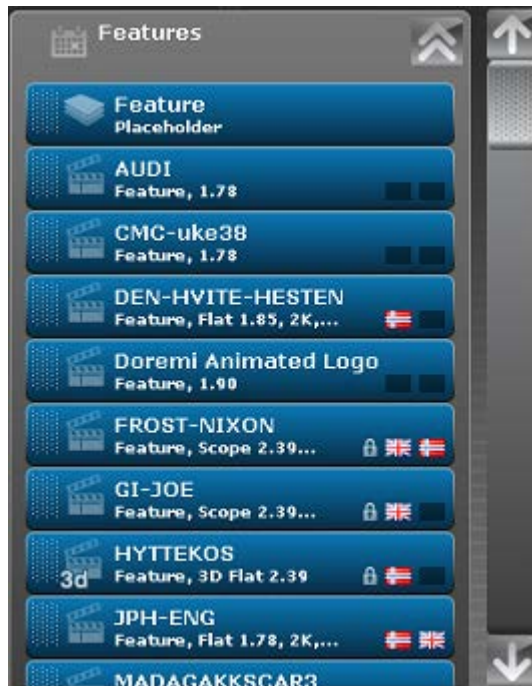 Features
Feature
Placeholder
AUDI
Feature, 1.78
CMC-uke38
Feature, 1.78
DEN-HVITE-HESTEN
Feature, Flat 1.85, 2K,...
Doremi Animated Logo
Feature, 1.90
FROST-NIXON
Feature, Scope 2.39...
GI-JOE
Feature, Scope 2.39...
HYTTEKOS
3d Feature, 3D Flat 2.39
JPH-ENG
Feature, Flat 1.78, 2K,...
MADAGAKKSCAR3